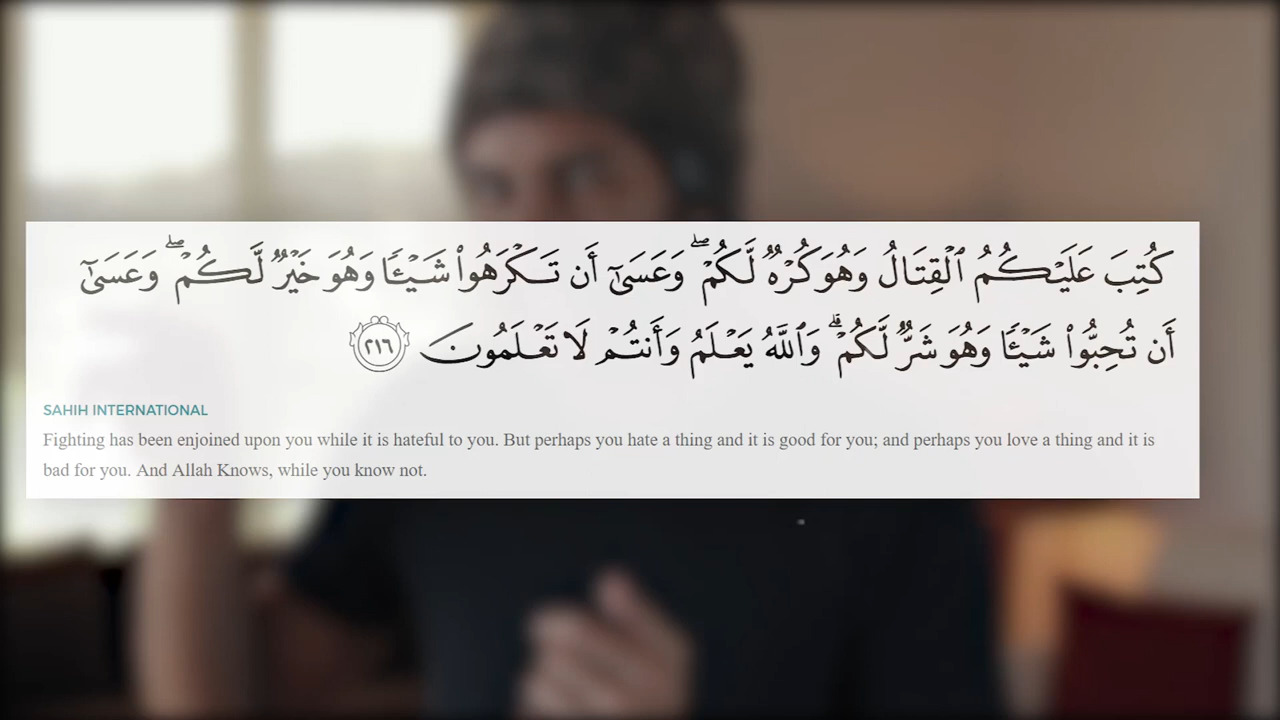 كُتِبَ عَلَيْكُمُ ٱلْقِتَالُ وَهُوَ كُرْهٌ لَّكُمْ ۖ وَعَسَىٰٓ أَن تَكْرَهُوا۟ شَيْـًٔا وَهُوَ خَيْرٌ لَّكُمْ ۖ وَعَسَىٰٓ
أَن تُحِبُّوا۟ شَيْـًٔا وَهُوَ شَرٌّ لَّكُمْ ۗ وَٱللَّهُ يَعْلَمُ وَأَنتُمْ لَا تَعْلَمُونَ ٢١٦
SAHIH INTERNATIONAL
Fighting has been enjoined upon you while it is hateful to you. But perhaps you hate a thing and it is good for you; and perhaps you love a thing and it is
bad for you. And Allah Knows, while you know not.